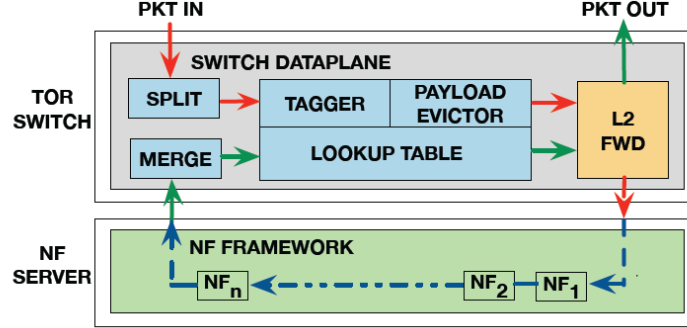 PKT IN
PKT OUT
TOR
SWITCH
SWITCH DATAPLANE
SPLIT
TAGGER
PAYLOAD
EVICTOR
L2
FWD
MERGE
LOOKUP TABLE
NF
SERVER
NF FRAMEWORK
NFn
NF2
NF1